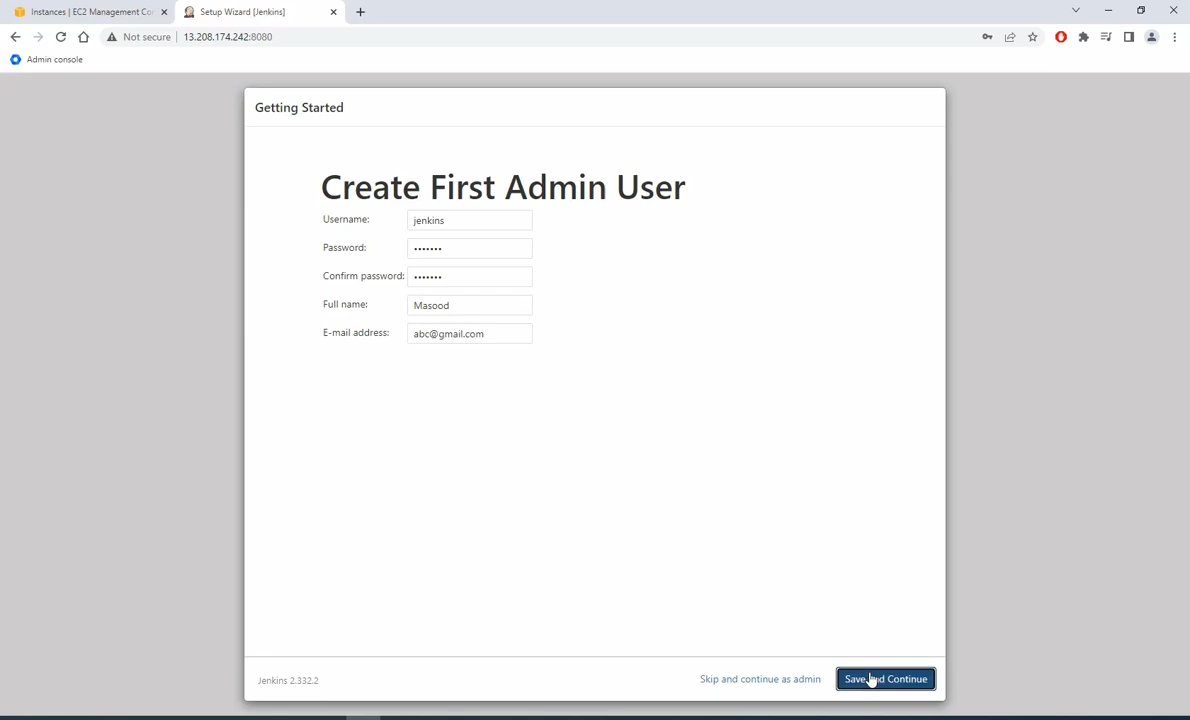 Instances | EC2 Management Co
Setup Wizard [Jenkins]
Not secure
13.208.174.242:8080
Admin console
Getting Started
Create First Admin User
Username:
jenkins
Password:
•••••••
Confirm password:
•••••••
Full name:
Masood
E-mail address:
abc@gmail.com
Jenkins 2.332.2
Skip and continue as admin
Save and Continue